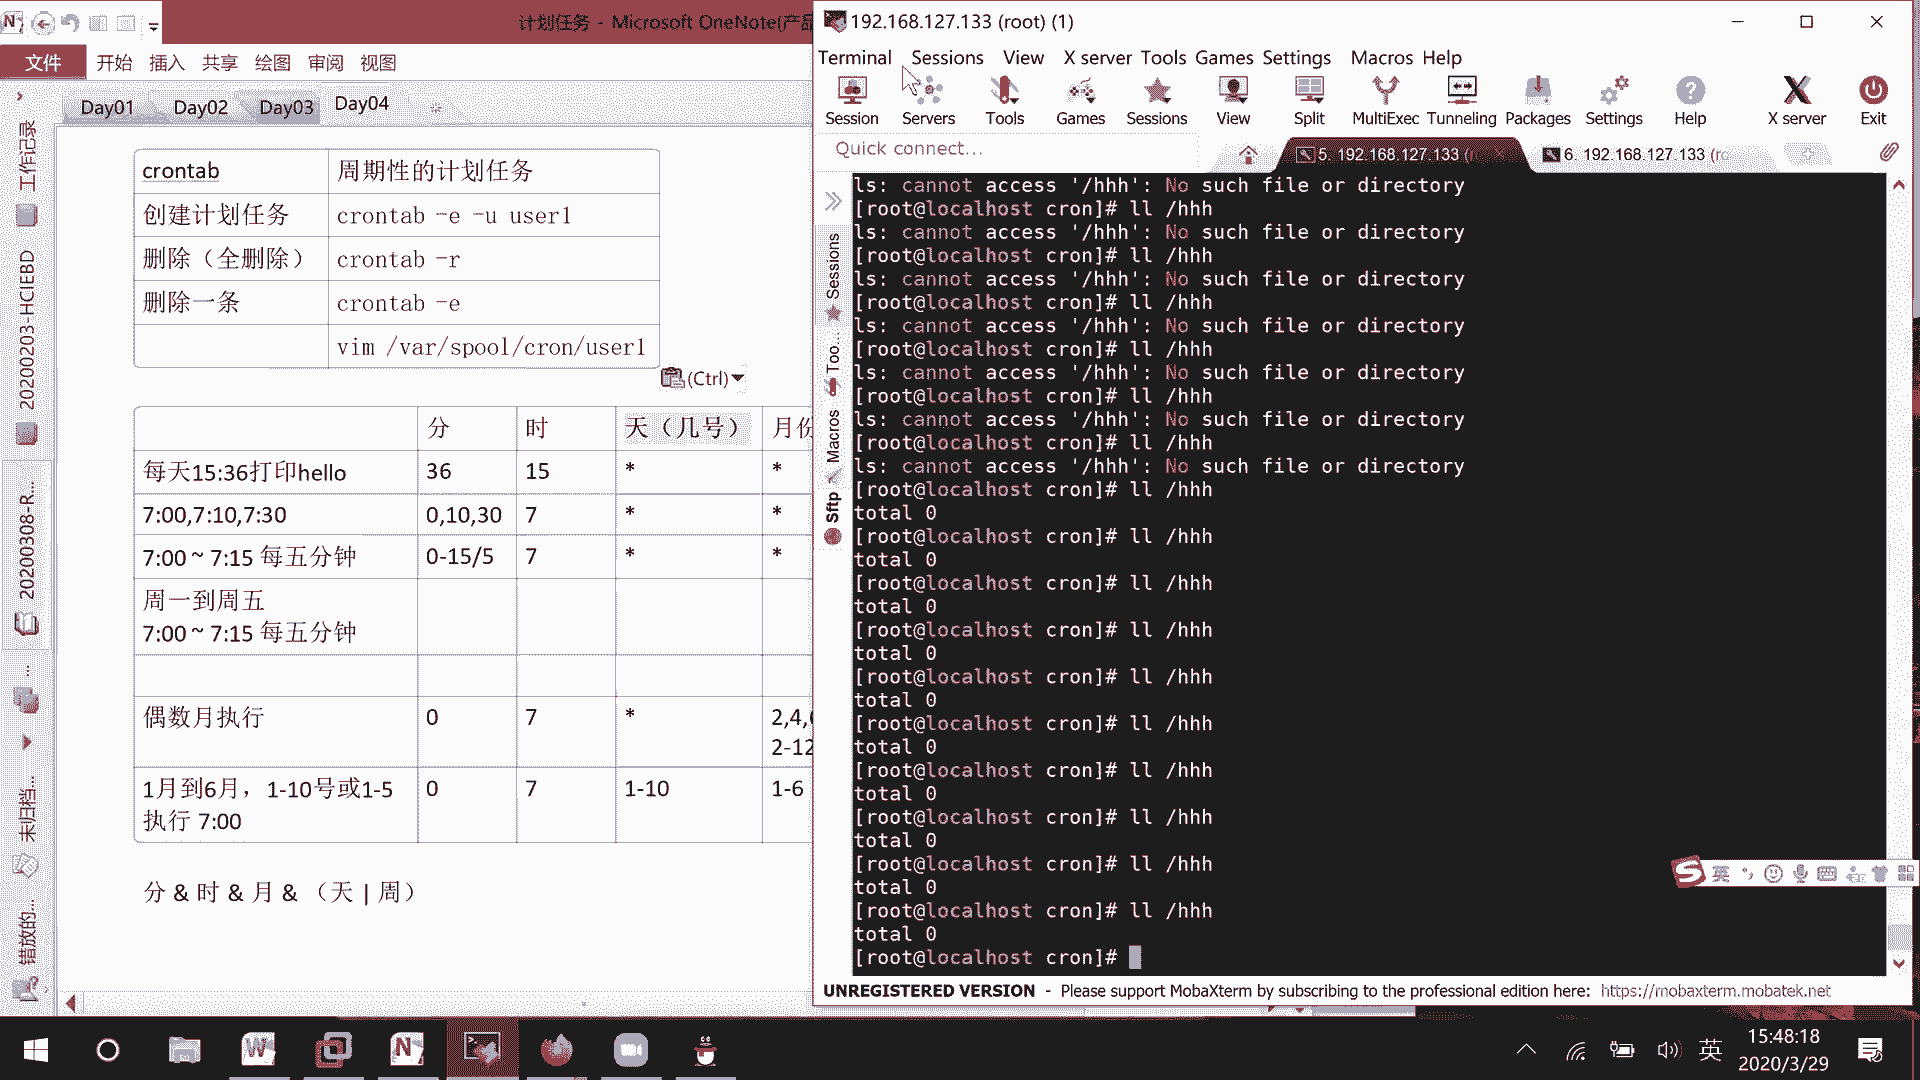 计划任务 - Microsoft OneNote(产品
文件 开始 插入 共享 绘图 审阅 视图
Day01 Day02 Day03 Day04
工作记录
20200203-HCIEBD
20200308-R...
...
未归档...
错放的...
crontab 周期性的计划任务
创建计划任务 crontab -e -u user1
删除（全删除） crontab -r
删除一条 crontab -e
vim /var/spool/cron/user1
(Ctrl)
分 时 天（几号） 月份
每天15:36打印hello 36 15 * *
7:00,7:10,7:30 0,10,30 7 * *
7:00 ~ 7:15 每五分钟 0-15/5 7 * *
周一到周五
7:00 ~ 7:15 每五分钟
偶数月执行 0 7 * 2,4,
2-12
1月到6月，1-10号或1-5 0 7 1-10 1-6
执行 7:00
分 & 时 & 月 & （天 | 周）
192.168.127.133 (root) (1)
Terminal Sessions View X server Tools Games Settings Macros Help
Session Servers Tools Games Sessions View Split MultiExec Tunneling Packages Settings Help X server Exit
Quick connect...
5. 192.168.127.133 (r
6. 192.168.127.133 (ro
Sessions
Too...
Macros
Sftp
ls: cannot access '/hhh': No such file or directory
[root@localhost cron]# ll /hhh
ls: cannot access '/hhh': No such file or directory
[root@localhost cron]# ll /hhh
ls: cannot access '/hhh': No such file or directory
[root@localhost cron]# ll /hhh
ls: cannot access '/hhh': No such file or directory
[root@localhost cron]# ll /hhh
ls: cannot access '/hhh': No such file or directory
[root@localhost cron]# ll /hhh
ls: cannot access '/hhh': No such file or directory
[root@localhost cron]# ll /hhh
ls: cannot access '/hhh': No such file or directory
[root@localhost cron]# ll /hhh
total 0
[root@localhost cron]# ll /hhh
total 0
[root@localhost cron]# ll /hhh
total 0
[root@localhost cron]# ll /hhh
total 0
[root@localhost cron]# ll /hhh
total 0
[root@localhost cron]# ll /hhh
total 0
[root@localhost cron]# ll /hhh
total 0
[root@localhost cron]# ll /hhh
total 0
[root@localhost cron]# ll /hhh
total 0
[root@localhost cron]# ll /hhh
total 0
[root@localhost cron]#
英
UNREGISTERED VERSION - Please support MobaXterm by subscribing to the professional edition here: https://mobaxterm.mobatek.net
英
15:48:18
2020/3/29